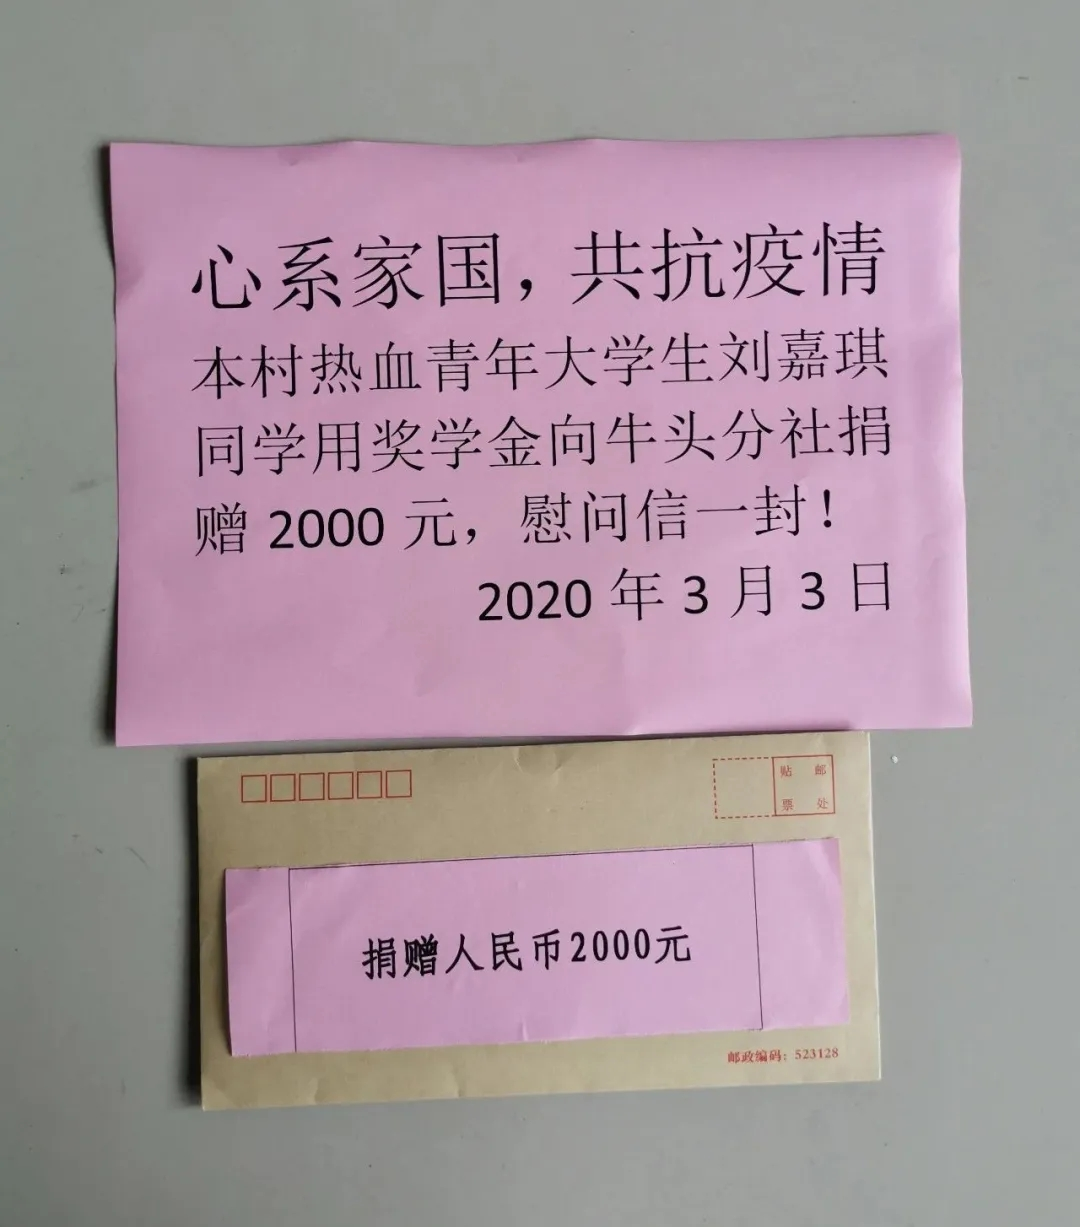 心系家国，共抗疫情
本村热血青年大学生刘嘉琪
同学用奖学金向牛头分社捐
赠 2000 元，慰问信一封！
2020 年 3 月 3 日
贴 邮
票 处
捐赠人民币2000元
邮政编码：523128